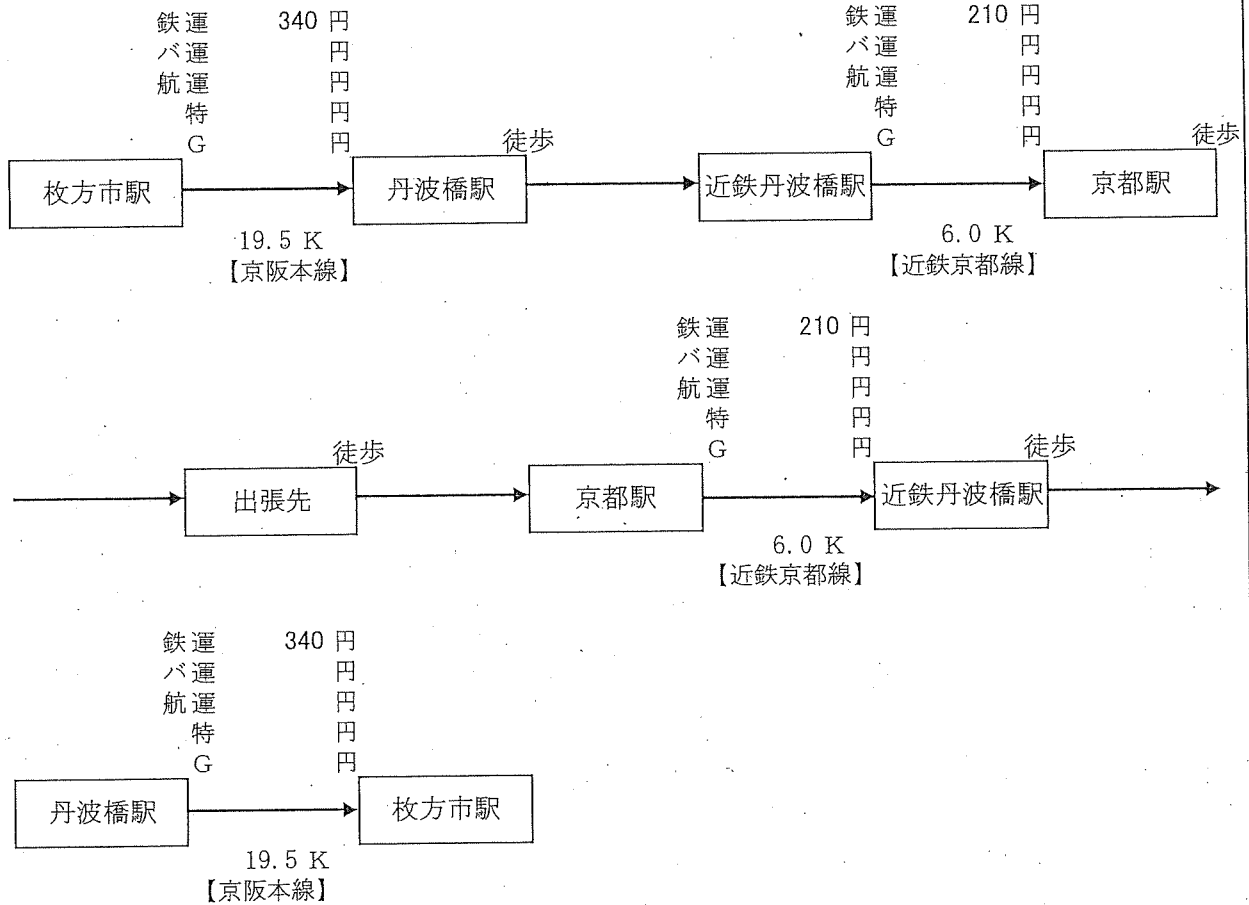 鉄運 340 円 鉄運 210 円
バ運 円 バ運 円
航運 円 航運 円
特 円 特 円
G 円 徒歩 G 円 徒歩
枚方市駅 丹波橋駅 近鉄丹波橋駅 京都駅
19.5 K 6.0 K
【京阪本線】 【近鉄京都線】
鉄運 210 円
バ運 円
航運 円
特 円
徒歩 G 円 徒歩
出張先 京都駅 近鉄丹波橋駅
6.0 K
【近鉄京都線】
鉄運 340 円
バ運 円
航運 円
特 円
G 円
丹波橋駅 枚方市駅
19.5 K
【京阪本線】